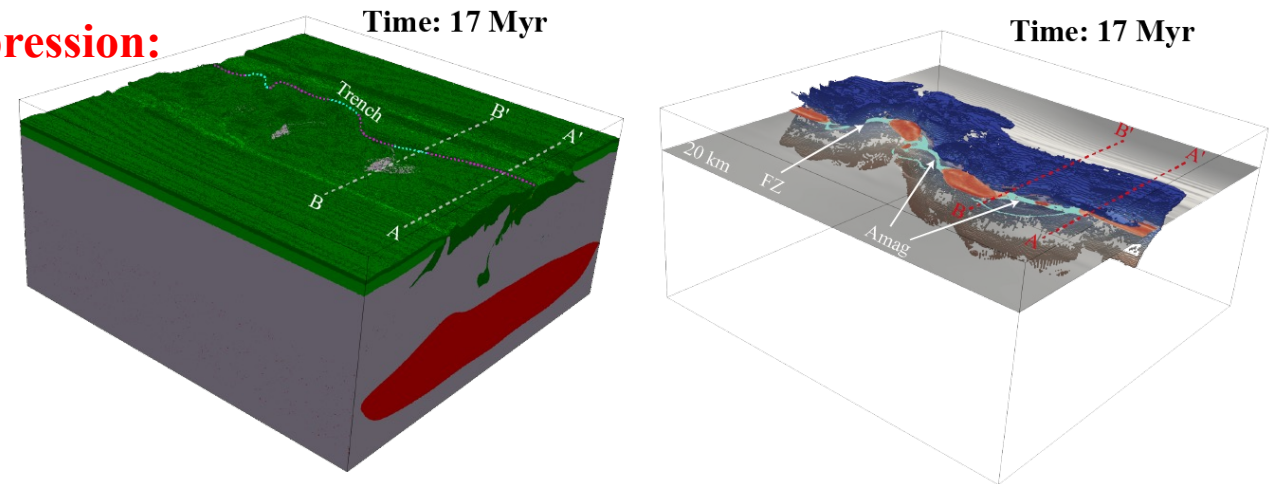 ression:
Time: 17 Myr
Trench
B'
A'
B
A
Time: 17 Myr
B'
A'
20 km
FZ
B
A
Amag